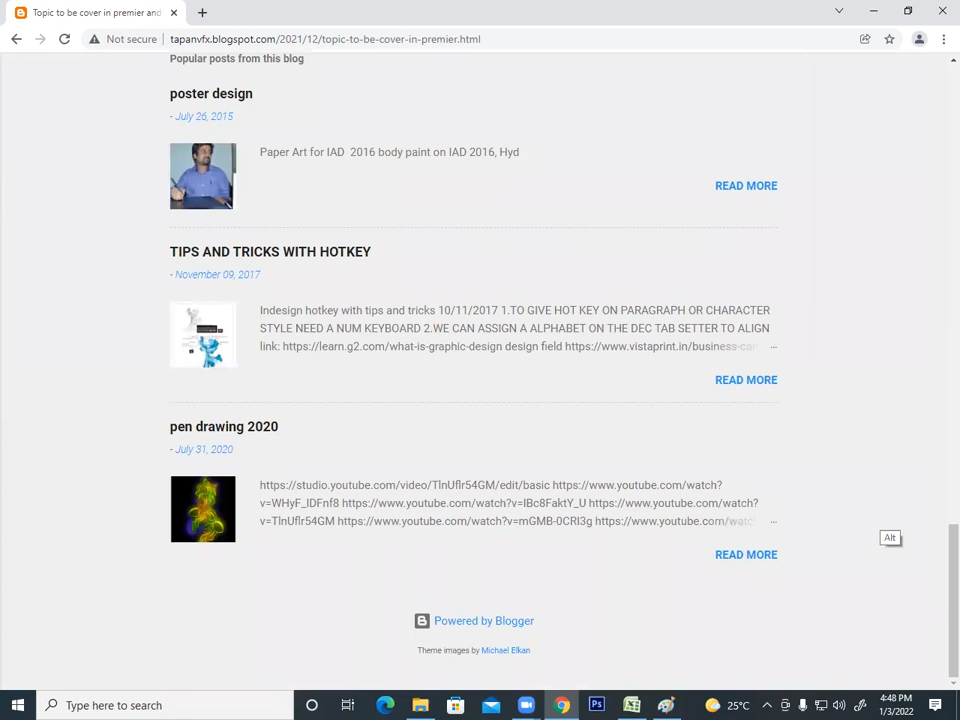 Topic to be cover in premier and
Not secure
tapanvfx.blogspot.com/2021/12/topic-to-be-cover-in-premier.html
Popular posts from this blog
poster design
- July 26, 2015
Paper Art for IAD  2016 body paint on IAD 2016, Hyd
READ MORE
TIPS AND TRICKS WITH HOTKEY
- November 09, 2017
Indesign hotkey with tips and tricks 10/11/2017 1.TO GIVE HOT KEY ON PARAGRAPH OR CHARACTER
STYLE NEED A NUM KEYBOARD 2.WE CAN ASSIGN A ALPHABET ON THE DEC TAB SETTER TO ALIGN
link: https://learn.g2.com/what-is-graphic-design design field https://www.vistaprint.in/business-car ...
READ MORE
pen drawing 2020
- July 31, 2020
https://studio.youtube.com/video/TlnUflr54GM/edit/basic https://www.youtube.com/watch?
v=WHyF_IDFnf8 https://www.youtube.com/watch?v=IBc8FaktY_U https://www.youtube.com/watch?
v=TlnUflr54GM https://www.youtube.com/watch?v=mGMB-0CRI3g https://www.youtube.com/watc ...
Alt
READ MORE
Powered by Blogger
Theme images by Michael Elkan
Type here to search
Ps
25°C
4:48 PM
1/3/2022